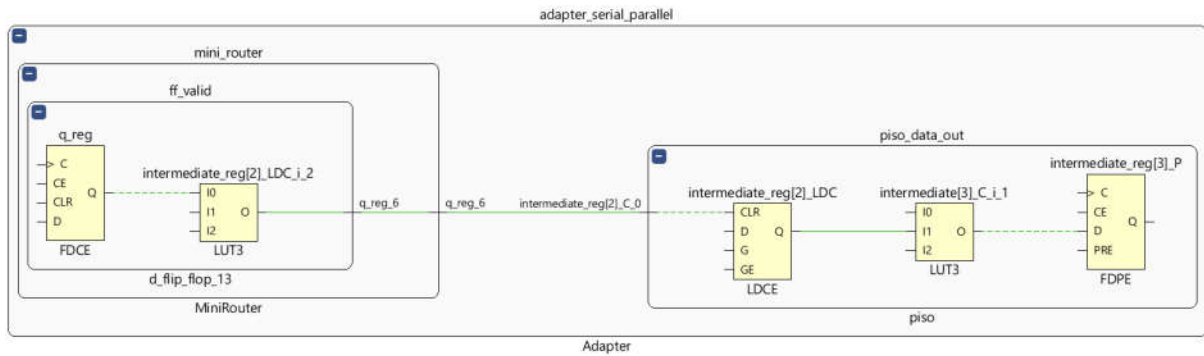 adapter_serial_parallel
mini_router
ff_valid
q_reg
C
CE
CLR
D
Q
FDCE
intermediate_reg[2]_LDC_i_2
I0
I1
I2
O
LUT3
d_flip_flop_13
MiniRouter
q_reg_6
q_reg_6
intermediate_reg[2]_C_0
piso_data_out
intermediate_reg[2]_LDC
CLR
D
G
GE
Q
LDCE
intermediate[3]_C_i_1
I0
I1
I2
O
LUT3
intermediate_reg[3]_P
C
CE
D
PRE
Q
FDPE
piso
Adapter